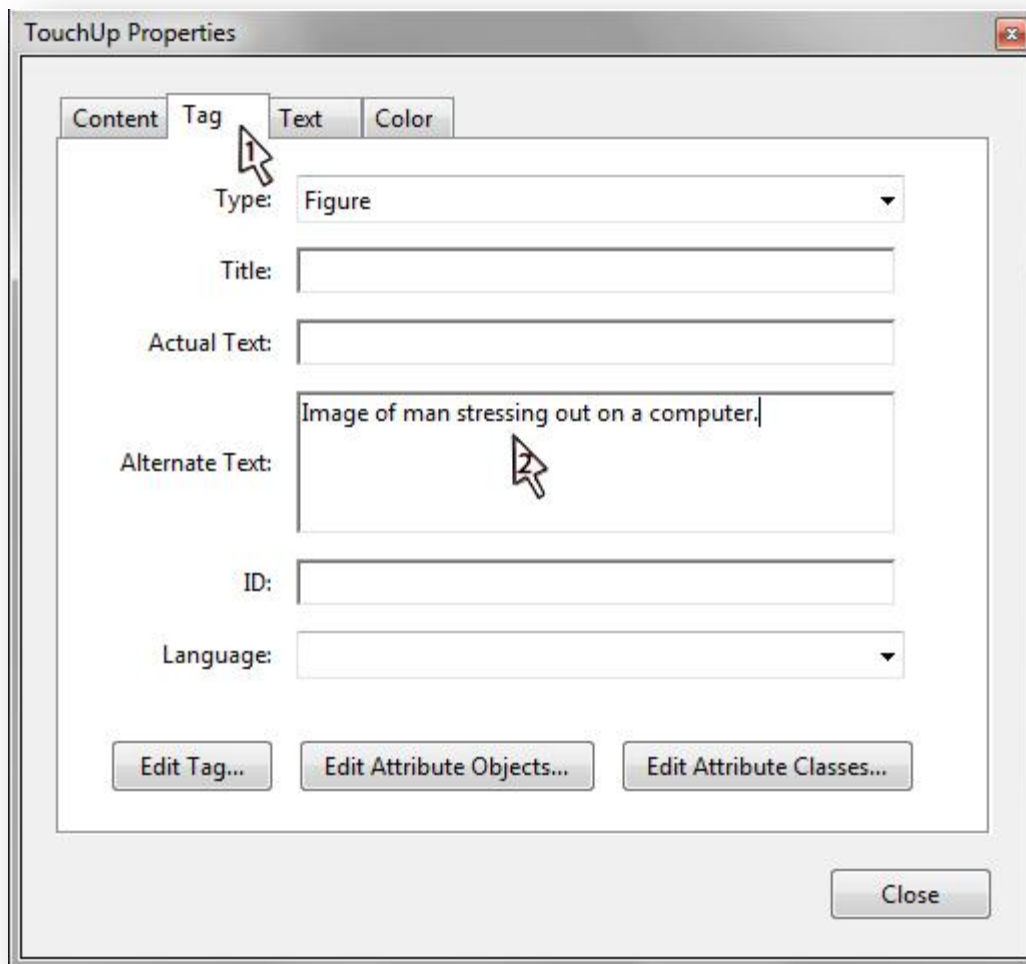 TouchUp Properties
Content Tag Text Color
1
Type: Figure
Title:
Actual Text:
Image of man stressing out on a computer.
Alternate Text:
2
ID:
Language:
Edit Tag... Edit Attribute Objects... Edit Attribute Classes...
Close